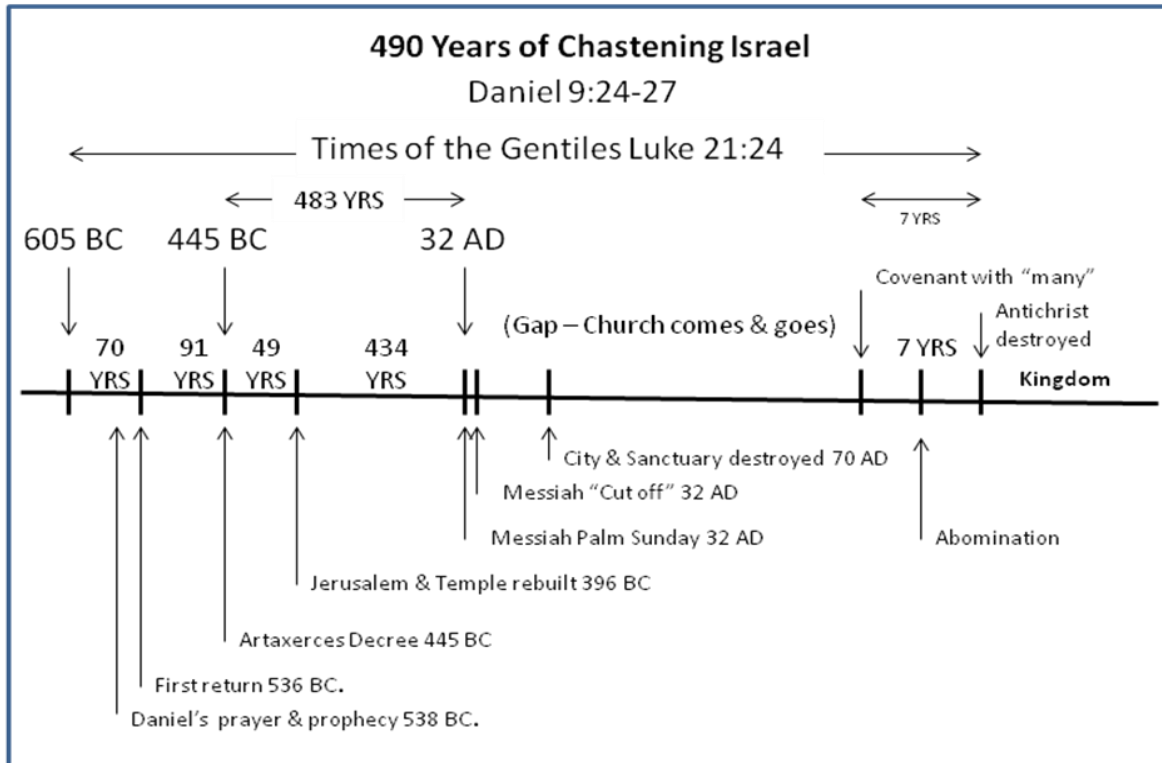 490 Years of Chastening Israel
Daniel 9:24-27
Times of the Gentiles Luke 21:24
483 YRS
7 YRS
605 BC
445 BC
32 AD
Covenant with “many”
Antichrist
destroyed
(Gap – Church comes & goes)
70
YRS
91
YRS
49
YRS
434
YRS
7 YRS
Kingdom
City & Sanctuary destroyed 70 AD
Messiah “Cut off” 32 AD
Messiah Palm Sunday 32 AD
Abomination
Jerusalem & Temple rebuilt 396 BC
Artaxerces Decree 445 BC
First return 536 BC.
Daniel’s prayer & prophecy 538 BC.